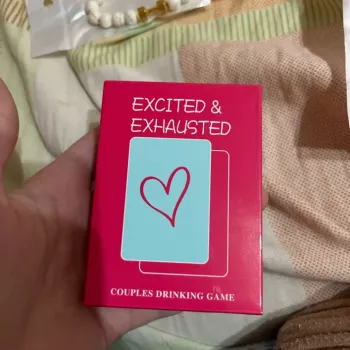 EXCITED &
EXHAUSTED
COUPLES DRINKING GAME